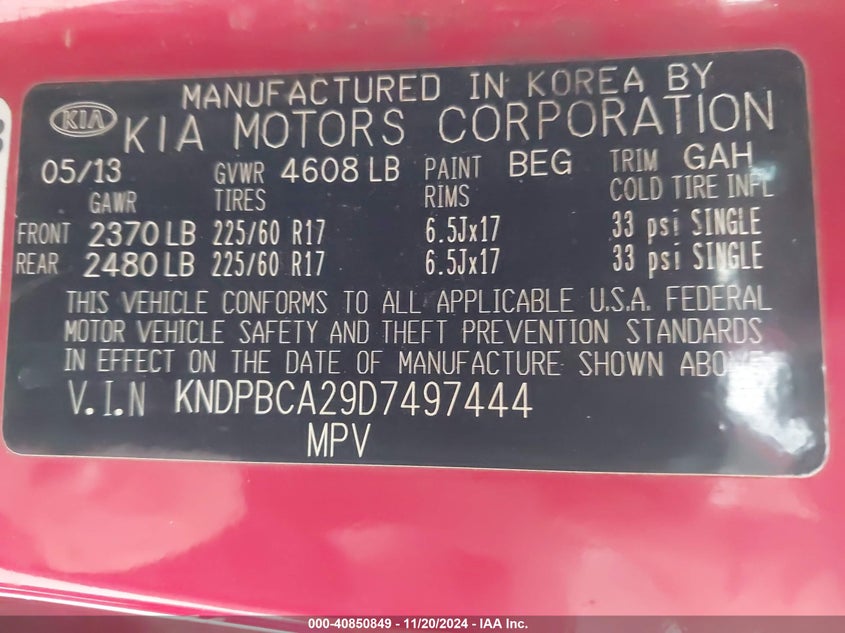 MANUFACTURED IN KOREA BY
KIA KIA MOTORS CORPORATION
05/13 GVWR 4608 LB PAINT BEG TRIM GAH
GAWR TIRES RIMS COLD TIRE INFL
FRONT 2370 LB 225/60 R17 6.5Jx17 33 psi SINGLE
REAR 2480 LB 225/60 R17 6.5Jx17 33 psi SINGLE
THIS VEHICLE CONFORMS TO ALL APPLICABLE U.S.A. FEDERAL
MOTOR VEHICLE SAFETY AND THEFT PREVENTION STANDARDS
IN EFFECT ON THE DATE OF MANUFACTURE SHOWN ABOVE
V.I.N KNDPBCA29D7497444
MPV
000-40850849 - 11/20/2024 - IAA Inc.